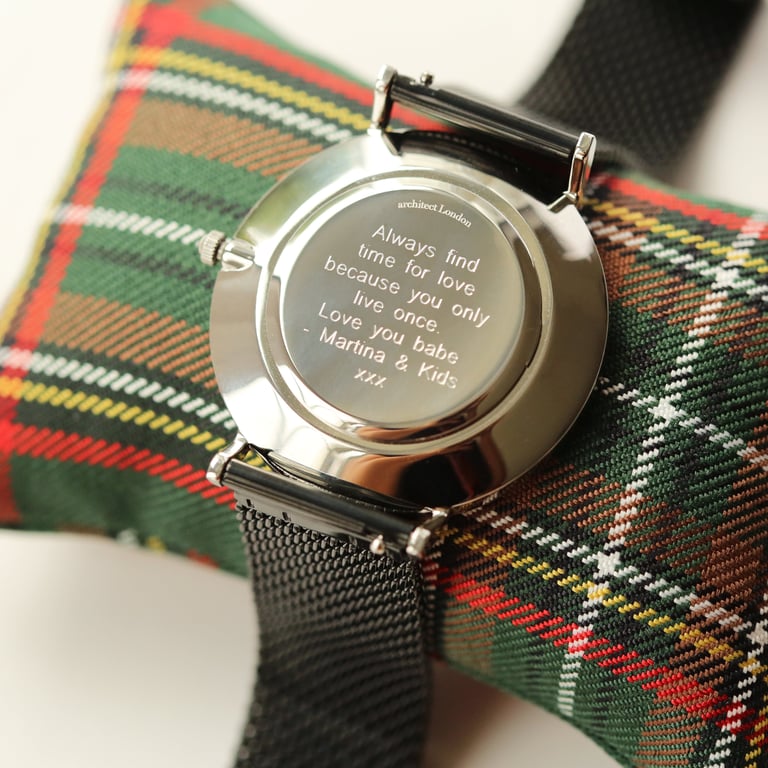 architect London
Always find
time for love
because you only
live once.
Love you babe
- Martina & Kids
xxx